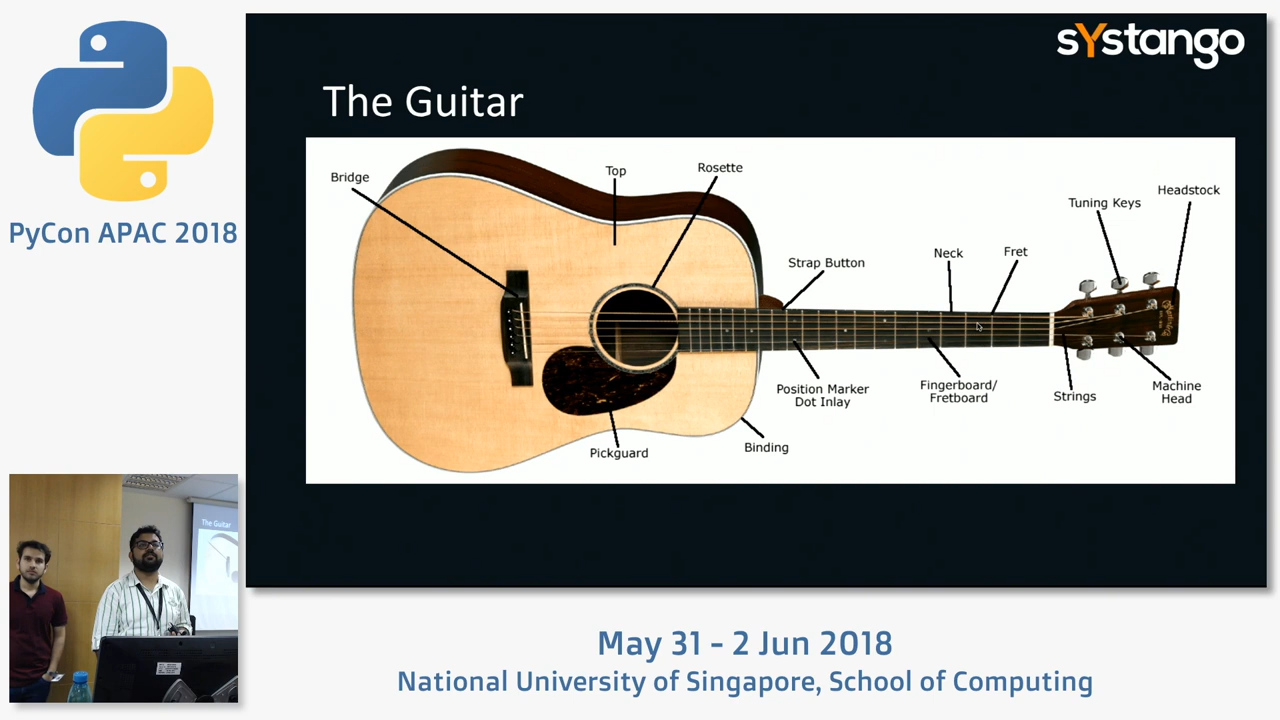 sYstango
The Guitar
Bridge
Top
Rosette
Headstock
Tuning Keys
Strap Button
Neck
Fret
Position Marker
Dot Inlay
Fingerboard/
Fretboard
Strings
Machine
Head
Pickguard
Binding
PyCon APAC 2018
The Guitar
May 31 - 2 Jun 2018
National University of Singapore, School of Computing